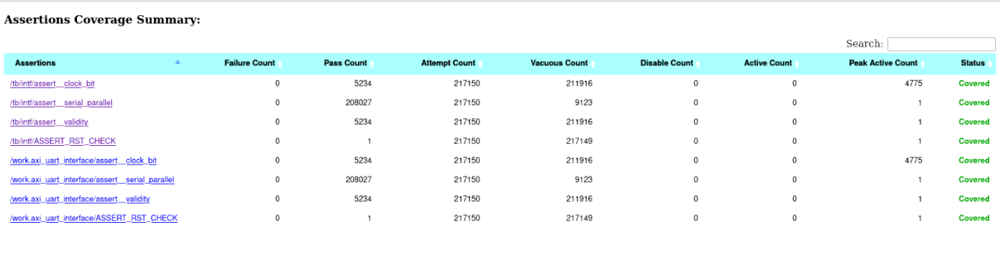 Assertions Coverage Summary:
Search:
Assertions Failure Count Pass Count Attempt Count Vacuous Count Disable Count Active Count Peak Active Count Status
/tb/intf/assert__clock_bit 0 5234 217150 211916 0 0 4775 Covered
/tb/intf/assert__serial_parallel 0 208027 217150 9123 0 0 1 Covered
/tb/intf/assert__validity 0 5234 217150 211916 0 0 1 Covered
/tb/intf/ASSERT_RST_CHECK 0 1 217150 217149 0 0 1 Covered
/work.axi_uart_interface/assert__clock_bit 0 5234 217150 211916 0 0 4775 Covered
/work.axi_uart_interface/assert__serial_parallel 0 208027 217150 9123 0 0 1 Covered
/work.axi_uart_interface/assert__validity 0 5234 217150 211916 0 0 1 Covered
/work.axi_uart_interface/ASSERT_RST_CHECK 0 1 217150 217149 0 0 1 Covered